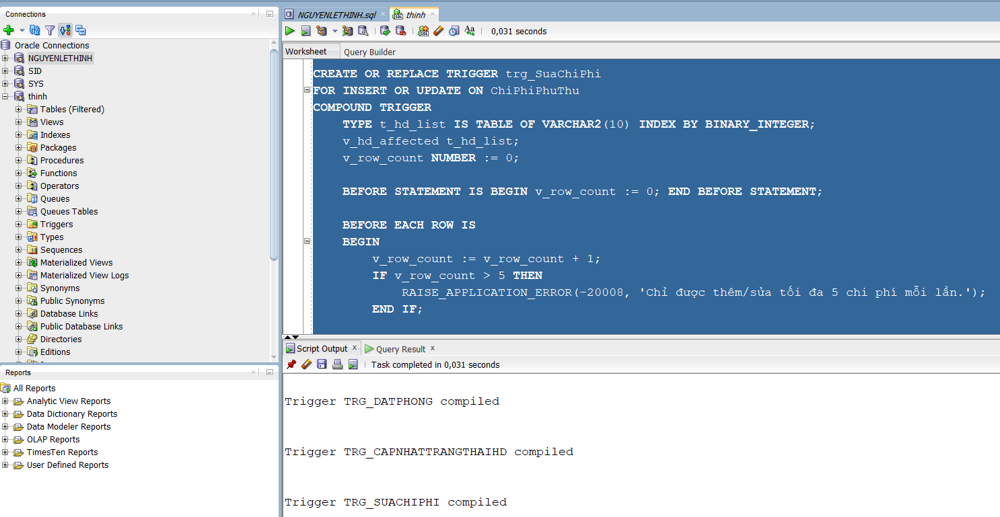 Connections
Oracle Connections
NGUYENLETHINH
SID
SYS
thinh
Tables (Filtered)
Views
Indexes
Packages
Procedures
Functions
Operators
Queues
Queues Tables
Triggers
Types
Sequences
Materialized Views
Materialized View Logs
Synonyms
Public Synonyms
Database Links
Public Database Links
Directories
Editions
Reports
All Reports
Analytic View Reports
Data Dictionary Reports
Data Modeler Reports
OLAP Reports
TimesTen Reports
User Defined Reports
NGUYENLETHINH.sql thinh
0,031 seconds
Worksheet Query Builder
CREATE OR REPLACE TRIGGER trg_SuaChiPhi
FOR INSERT OR UPDATE ON ChiPhiPhuThu
COMPOUND TRIGGER
TYPE t_hd_list IS TABLE OF VARCHAR2(10) INDEX BY BINARY_INTEGER;
v_hd_affected t_hd_list;
v_row_count NUMBER := 0;
BEFORE STATEMENT IS BEGIN v_row_count := 0; END BEFORE STATEMENT;
BEFORE EACH ROW IS
BEGIN
v_row_count := v_row_count + 1;
IF v_row_count > 5 THEN
RAISE_APPLICATION_ERROR(-20008, 'Chỉ được thêm/sửa tối đa 5 chi phí mỗi lần.');
END IF;
Script Output x Query Result x
Task completed in 0,031 seconds
Trigger TRG_DATPHONG compiled
Trigger TRG_CAPNHATTRANGTHAIHD compiled
Trigger TRG_SUACHIPHI compiled